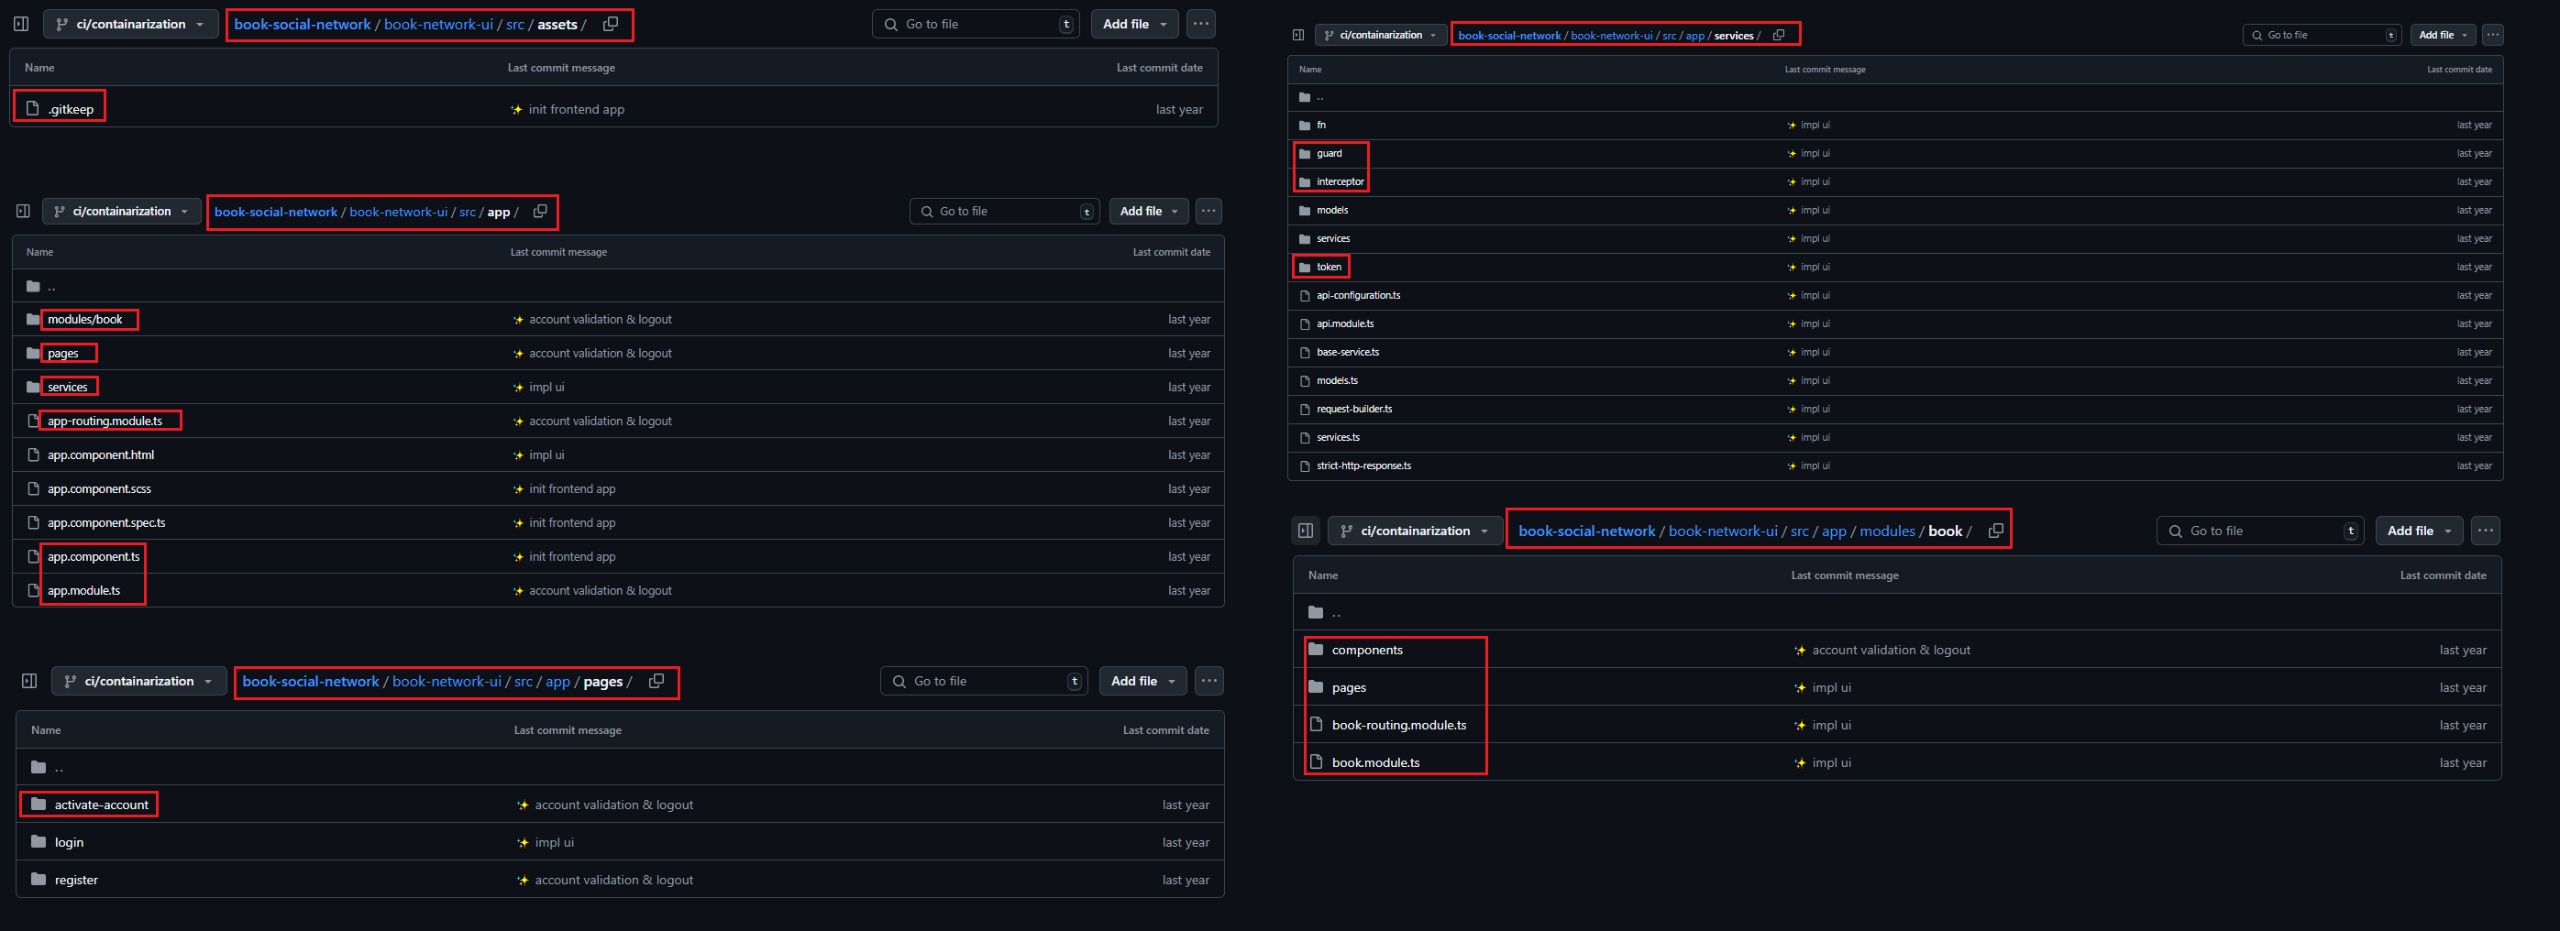 ci/containarization book-social-network / book-network-ui / src / assets / Go to file t Add file ...
Name Last commit message Last commit date
.gitkeep ✨ init frontend app last year
ci/containarization book-social-network / book-network-ui / src / app / Go to file t Add file ...
Name Last commit message Last commit date
..
modules/book ✨ account validation & logout last year
pages ✨ account validation & logout last year
services ✨ impl ui last year
app-routing.module.ts ✨ account validation & logout last year
app.component.html ✨ impl ui last year
app.component.scss ✨ init frontend app last year
app.component.spec.ts ✨ init frontend app last year
app.component.ts ✨ init frontend app last year
app.module.ts ✨ account validation & logout last year
ci/containarization book-social-network / book-network-ui / src / app / pages / Go to file t Add file ...
Name Last commit message Last commit date
..
activate-account ✨ account validation & logout last year
login ✨ impl ui last year
register ✨ account validation & logout last year
ci/containarization book-social-network / book-network-ui / src / app / services / Go to file t Add file ...
Name Last commit message Last commit date
..
fn ✨ impl ui last year
guard ✨ impl ui last year
interceptor ✨ impl ui last year
models ✨ impl ui last year
services ✨ impl ui last year
token ✨ impl ui last year
api-configuration.ts ✨ impl ui last year
api.module.ts ✨ impl ui last year
base-service.ts ✨ impl ui last year
models.ts ✨ impl ui last year
request-builder.ts ✨ impl ui last year
services.ts ✨ impl ui last year
strict-http-response.ts ✨ impl ui last year
ci/containarization book-social-network / book-network-ui / src / app / modules / book / Go to file t Add file ...
Name Last commit message Last commit date
..
components ✨ account validation & logout last year
pages ✨ impl ui last year
book-routing.module.ts ✨ impl ui last year
book.module.ts ✨ impl ui last year